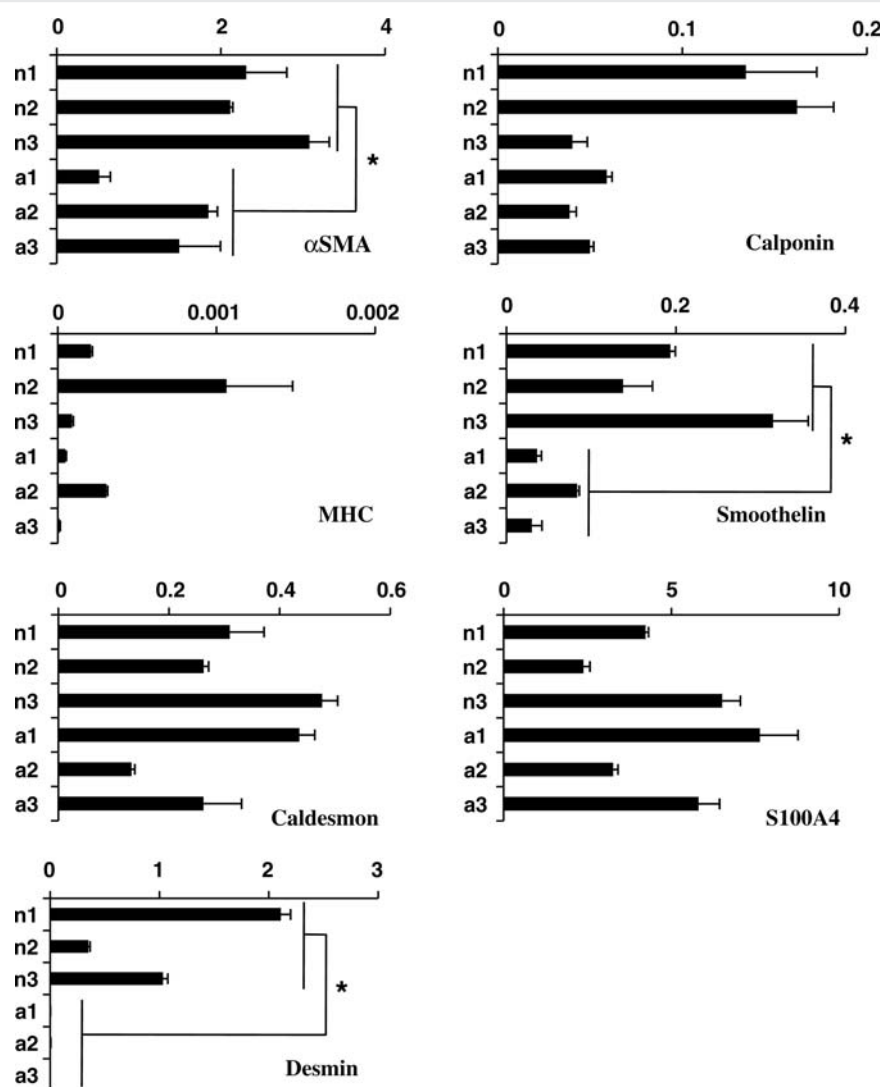 0 2 4
n1
n2
n3
a1
a2
a3
*
αSMA
0 0.1 0.2
n1
n2
n3
a1
a2
a3
Calponin
0 0.001 0.002
n1
n2
n3
a1
a2
a3
MHC
0 0.2 0.4
n1
n2
n3
a1
a2
a3
*
Smoothelin
0 0.2 0.4 0.6
n1
n2
n3
a1
a2
a3
Caldesmon
0 5 10
n1
n2
n3
a1
a2
a3
S100A4
0 1 2 3
n1
n2
n3
a1
a2
a3
*
Desmin